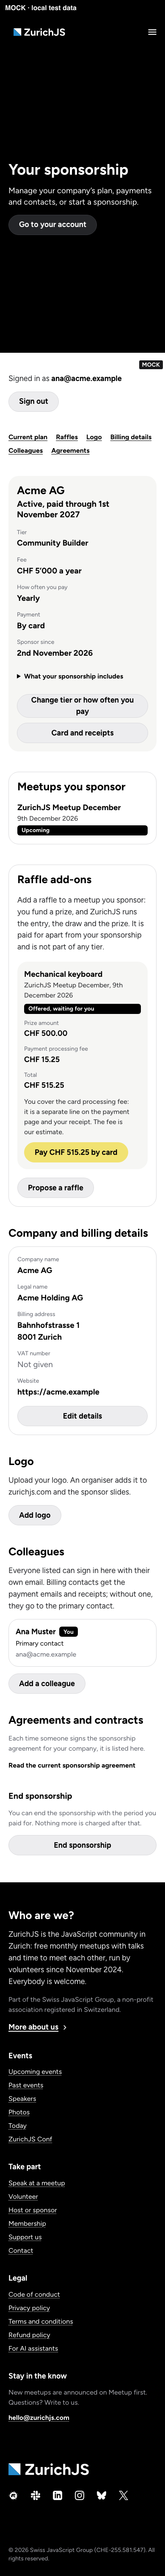 MOCK · local test data
ZurichJS
Your sponsorship
Manage your company's plan, payments
and contacts, or start a sponsorship.
Go to your account
MOCK
Signed in as ana@acme.example
Sign out
Current plan Raffles Logo Billing details
Colleagues Agreements
Acme AG
Active, paid through 1st
November 2027
Tier
Community Builder
Fee
CHF 5'000 a year
How often you pay
Yearly
Payment
By card
Sponsor since
2nd November 2026
What your sponsorship includes
Change tier or how often you
pay
Card and receipts
Meetups you sponsor
ZurichJS Meetup December
9th December 2026
Upcoming
Raffle add-ons
Add a raffle to a meetup you sponsor:
you fund a prize, and ZurichJS runs
the entry, the draw and the prize. It is
paid for apart from your sponsorship
and is not part of any tier.
Mechanical keyboard
ZurichJS Meetup December, 9th
December 2026
Offered, waiting for you
Prize amount
CHF 500.00
Payment processing fee
CHF 15.25
Total
CHF 515.25
You cover the card processing fee:
it is a separate line on the payment
page and your receipt. The fee is
our estimate.
Pay CHF 515.25 by card
Propose a raffle
Company and billing details
Company name
Acme AG
Legal name
Acme Holding AG
Billing address
Bahnhofstrasse 1
8001 Zurich
VAT number
Not given
Website
https://acme.example
Edit details
Logo
Upload your logo. An organiser adds it to
zurichjs.com and the sponsor slides.
Add logo
Colleagues
Everyone listed can sign in here with their
own email. Billing contacts get the
payment emails and receipts; without one,
they go to the primary contact.
Ana Muster You
Primary contact
ana@acme.example
Add a colleague
Agreements and contracts
Each time someone signs the sponsorship
agreement for your company, it is listed here.
Read the current sponsorship agreement
End sponsorship
You can end the sponsorship with the period you
paid for. Nothing more is charged after that.
End sponsorship
Who are we?
ZurichJS is the JavaScript community in
Zurich: free monthly meetups with talks
and time to meet each other, run by
volunteers since November 2024.
Everybody is welcome.
Part of the Swiss JavaScript Group, a non-profit
association registered in Switzerland.
More about us
Events
Upcoming events
Past events
Speakers
Photos
Today
ZurichJS Conf
Take part
Speak at a meetup
Volunteer
Host or sponsor
Membership
Support us
Contact
Legal
Code of conduct
Privacy policy
Terms and conditions
Refund policy
For AI assistants
Stay in the know
New meetups are announced on Meetup first.
Questions? Write to us.
hello@zurichjs.com
ZurichJS
© 2026 Swiss JavaScript Group (CHE-255.581.547). All
rights reserved.